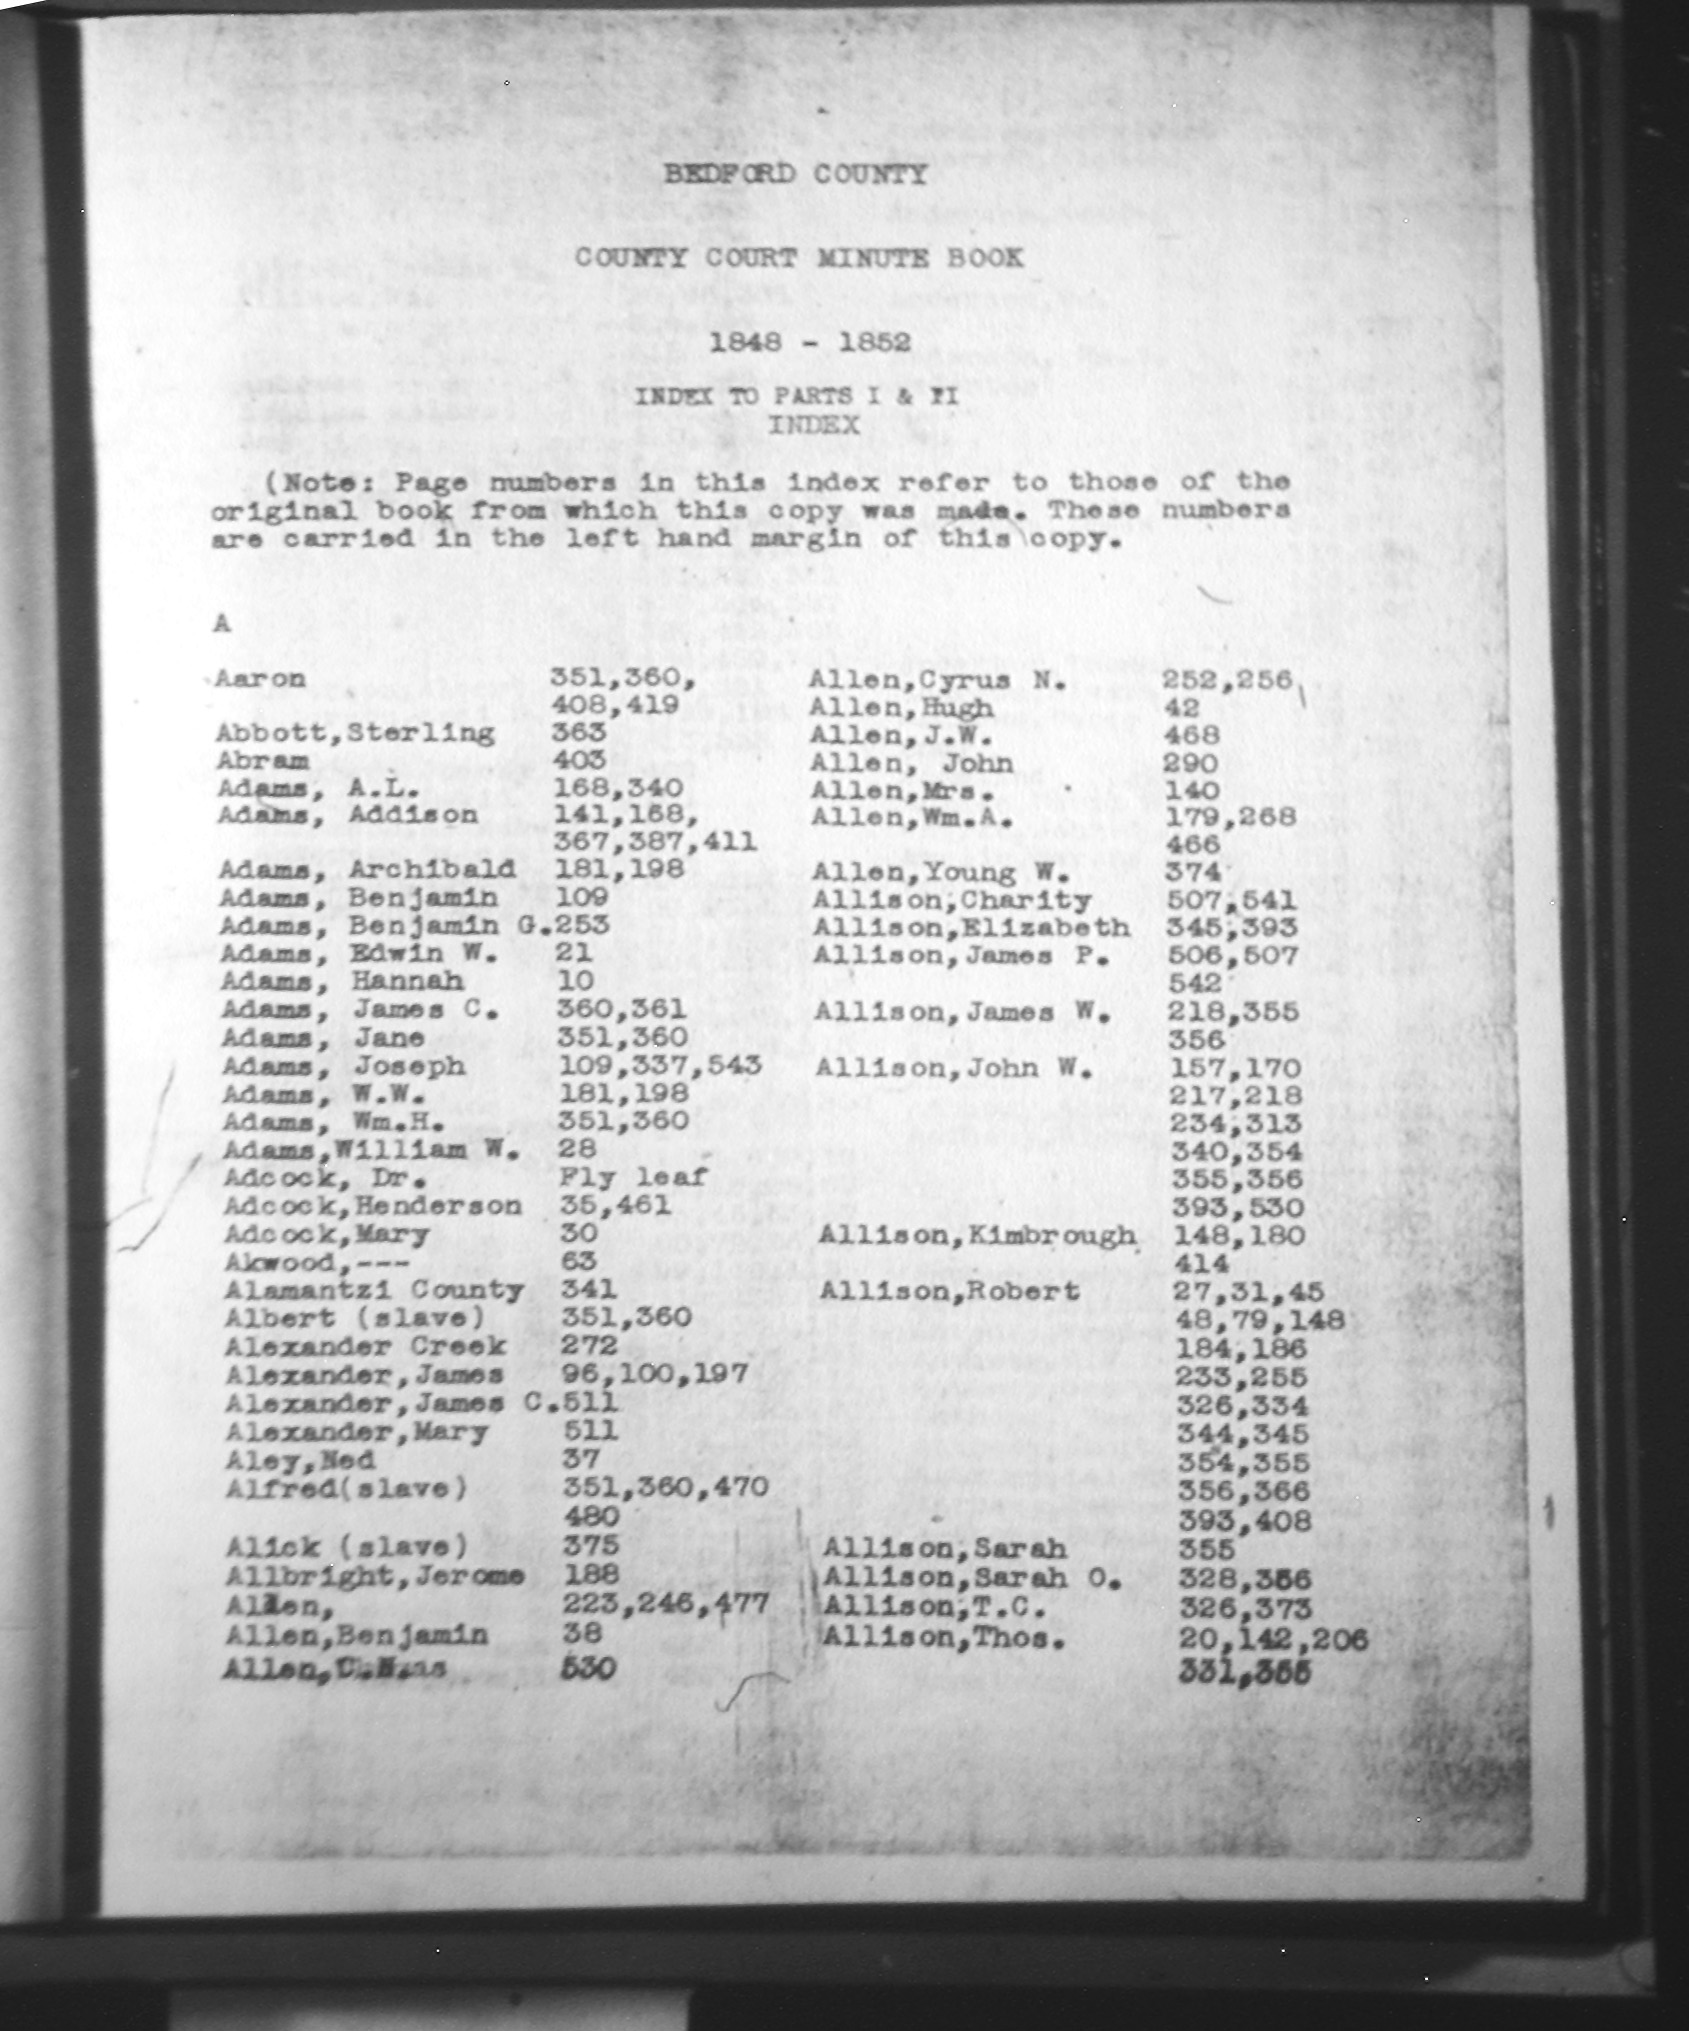 BEDFORD COUNTY
COUNTY COURT MINUTE BOOK
1848 - 1852
INDEX TO PARTS I & II
INDEX
(Note: Page numbers in this index refer to those of the
original book from which this copy was made. These numbers
are carried in the left hand margin of this copy.
A
Aaron 351,360,
408,419
Abbott,Sterling 363
Abram 403
Adams, A.L. 168,340
Adams, Addison 141,168,
367,387,411
Adams, Archibald 181,198
Adams, Benjamin 109
Adams, Benjamin G.253
Adams, Edwin W. 21
Adams, Hannah 10
Adams, James C. 360,361
Adams, Jane 351,360
Adams, Joseph 109,337,543
Adams, W.W. 181,198
Adams, Wm.H. 351,360
Adams,William W. 28
Adcock, Dr. Fly leaf
Adcock,Henderson 35,461
Adcock,Mary 30
Akwood,--- 63
Alamantzi County 341
Albert (slave) 351,360
Alexander Creek 272
Alexander,James 96,100,197
Alexander,James C.511
Alexander,Mary 511
Aley,Ned 37
Alfred(slave) 351,360,470
480
Alick (slave) 375
Allbright,Jerome 188
Allen, 223,246,477
Allen,Benjamin 38
Allen, 530
Allen,Cyrus N. 252,256
Allen,Hugh 42
Allen,J.W. 468
Allen, John 290
Allen,Mrs. 140
Allen,Wm.A. 179,268
466
Allen,Young W. 374
Allison,Charity 507,541
Allison,Elizabeth 345,393
Allison,James P. 506,507
542
Allison,James W. 218,355
356
Allison,John W. 157,170
217,218
234,313
340,354
355,356
393,530
Allison,Kimbrough 148,180
414
Allison,Robert 27,31,45
48,79,148
184,186
233,255
326,334
344,345
354,355
356,366
393,408
Allison,Sarah 355
Allison,Sarah O. 328,356
Allison,T.C. 326,373
Allison,Thos. 20,142,206
331,355